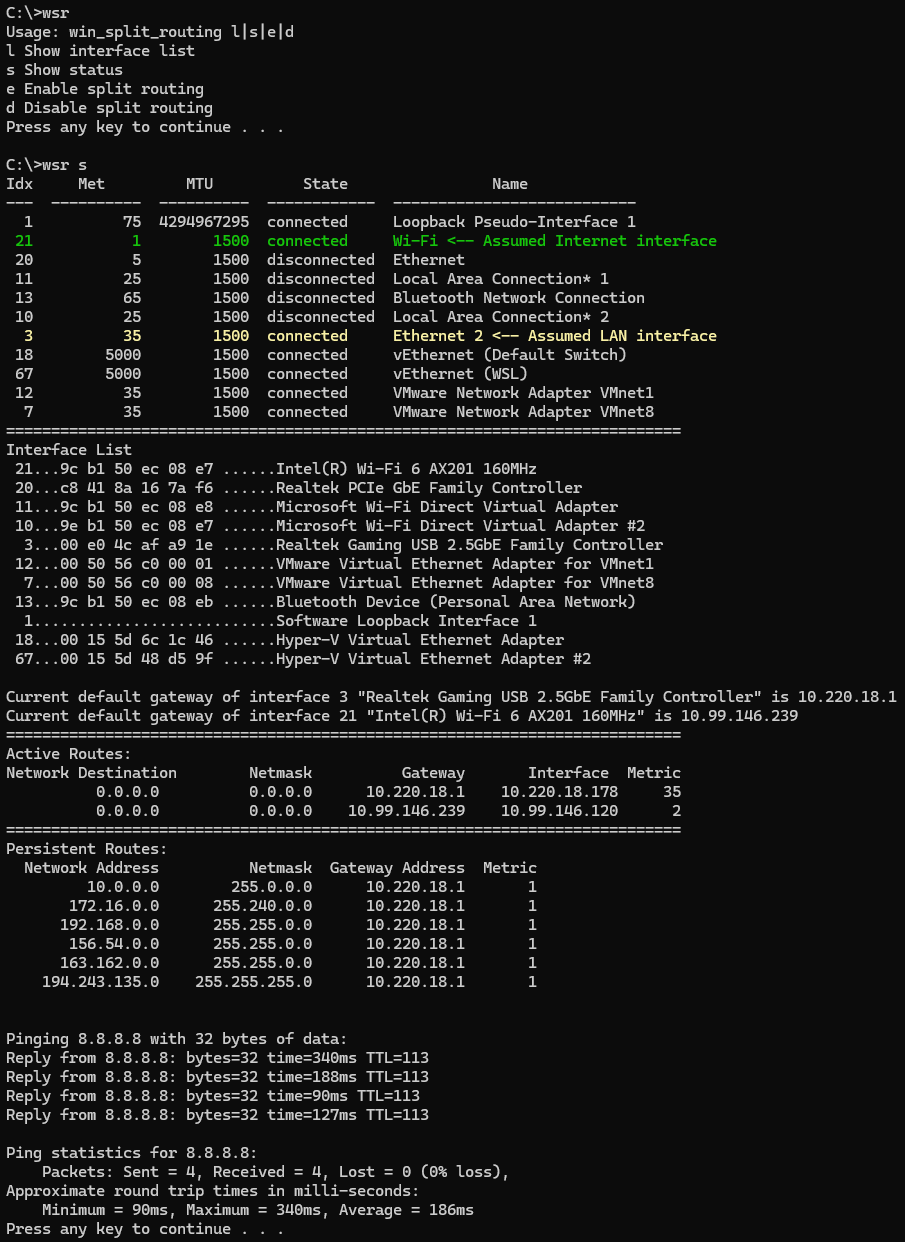 C:\>wsr
Usage: win_split_routing l|s|e|d
l Show interface list
s Show status
e Enable split routing
d Disable split routing
Press any key to continue . . .
C:\>wsr s
Idx     Met         MTU          State                Name
---  ----------  ----------  ------------  ---------------------------
  1          75  4294967295  connected     Loopback Pseudo-Interface 1
 21           1        1500  connected     Wi-Fi <-- Assumed Internet interface
 20           5        1500  disconnected  Ethernet
 11          25        1500  disconnected  Local Area Connection* 1
 13          65        1500  disconnected  Bluetooth Network Connection
 10          25        1500  disconnected  Local Area Connection* 2
  3          35        1500  connected     Ethernet 2 <-- Assumed LAN interface
 18        5000        1500  connected     vEthernet (Default Switch)
 67        5000        1500  connected     vEthernet (WSL)
 12          35        1500  connected     VMware Network Adapter VMnet1
  7          35        1500  connected     VMware Network Adapter VMnet8
===========================================================================
Interface List
 21...9c b1 50 ec 08 e7 ......Intel(R) Wi-Fi 6 AX201 160MHz
 20...c8 41 8a 16 7a f6 ......Realtek PCIe GbE Family Controller
 11...9c b1 50 ec 08 e8 ......Microsoft Wi-Fi Direct Virtual Adapter
 10...9e b1 50 ec 08 e7 ......Microsoft Wi-Fi Direct Virtual Adapter #2
  3...00 e0 4c af a9 1e ......Realtek Gaming USB 2.5GbE Family Controller
 12...00 50 56 c0 00 01 ......VMware Virtual Ethernet Adapter for VMnet1
  7...00 50 56 c0 00 08 ......VMware Virtual Ethernet Adapter for VMnet8
 13...9c b1 50 ec 08 eb ......Bluetooth Device (Personal Area Network)
  1...........................Software Loopback Interface 1
 18...00 15 5d 6c 1c 46 ......Hyper-V Virtual Ethernet Adapter
 67...00 15 5d 48 d5 9f ......Hyper-V Virtual Ethernet Adapter #2
Current default gateway of interface 3 "Realtek Gaming USB 2.5GbE Family Controller" is 10.220.18.1
Current default gateway of interface 21 "Intel(R) Wi-Fi 6 AX201 160MHz" is 10.99.146.239
===========================================================================
Active Routes:
Network Destination        Netmask          Gateway       Interface  Metric
          0.0.0.0          0.0.0.0      10.220.18.1    10.220.18.178     35
          0.0.0.0          0.0.0.0    10.99.146.239    10.99.146.120      2
===========================================================================
Persistent Routes:
  Network Address          Netmask  Gateway Address  Metric
         10.0.0.0        255.0.0.0      10.220.18.1       1
       172.16.0.0      255.240.0.0      10.220.18.1       1
      192.168.0.0      255.255.0.0      10.220.18.1       1
       156.54.0.0      255.255.0.0      10.220.18.1       1
      163.162.0.0      255.255.0.0      10.220.18.1       1
    194.243.135.0    255.255.255.0      10.220.18.1       1
Pinging 8.8.8.8 with 32 bytes of data:
Reply from 8.8.8.8: bytes=32 time=340ms TTL=113
Reply from 8.8.8.8: bytes=32 time=188ms TTL=113
Reply from 8.8.8.8: bytes=32 time=90ms TTL=113
Reply from 8.8.8.8: bytes=32 time=127ms TTL=113
Ping statistics for 8.8.8.8:
    Packets: Sent = 4, Received = 4, Lost = 0 (0% loss),
Approximate round trip times in milli-seconds:
    Minimum = 90ms, Maximum = 340ms, Average = 186ms
Press any key to continue . . .